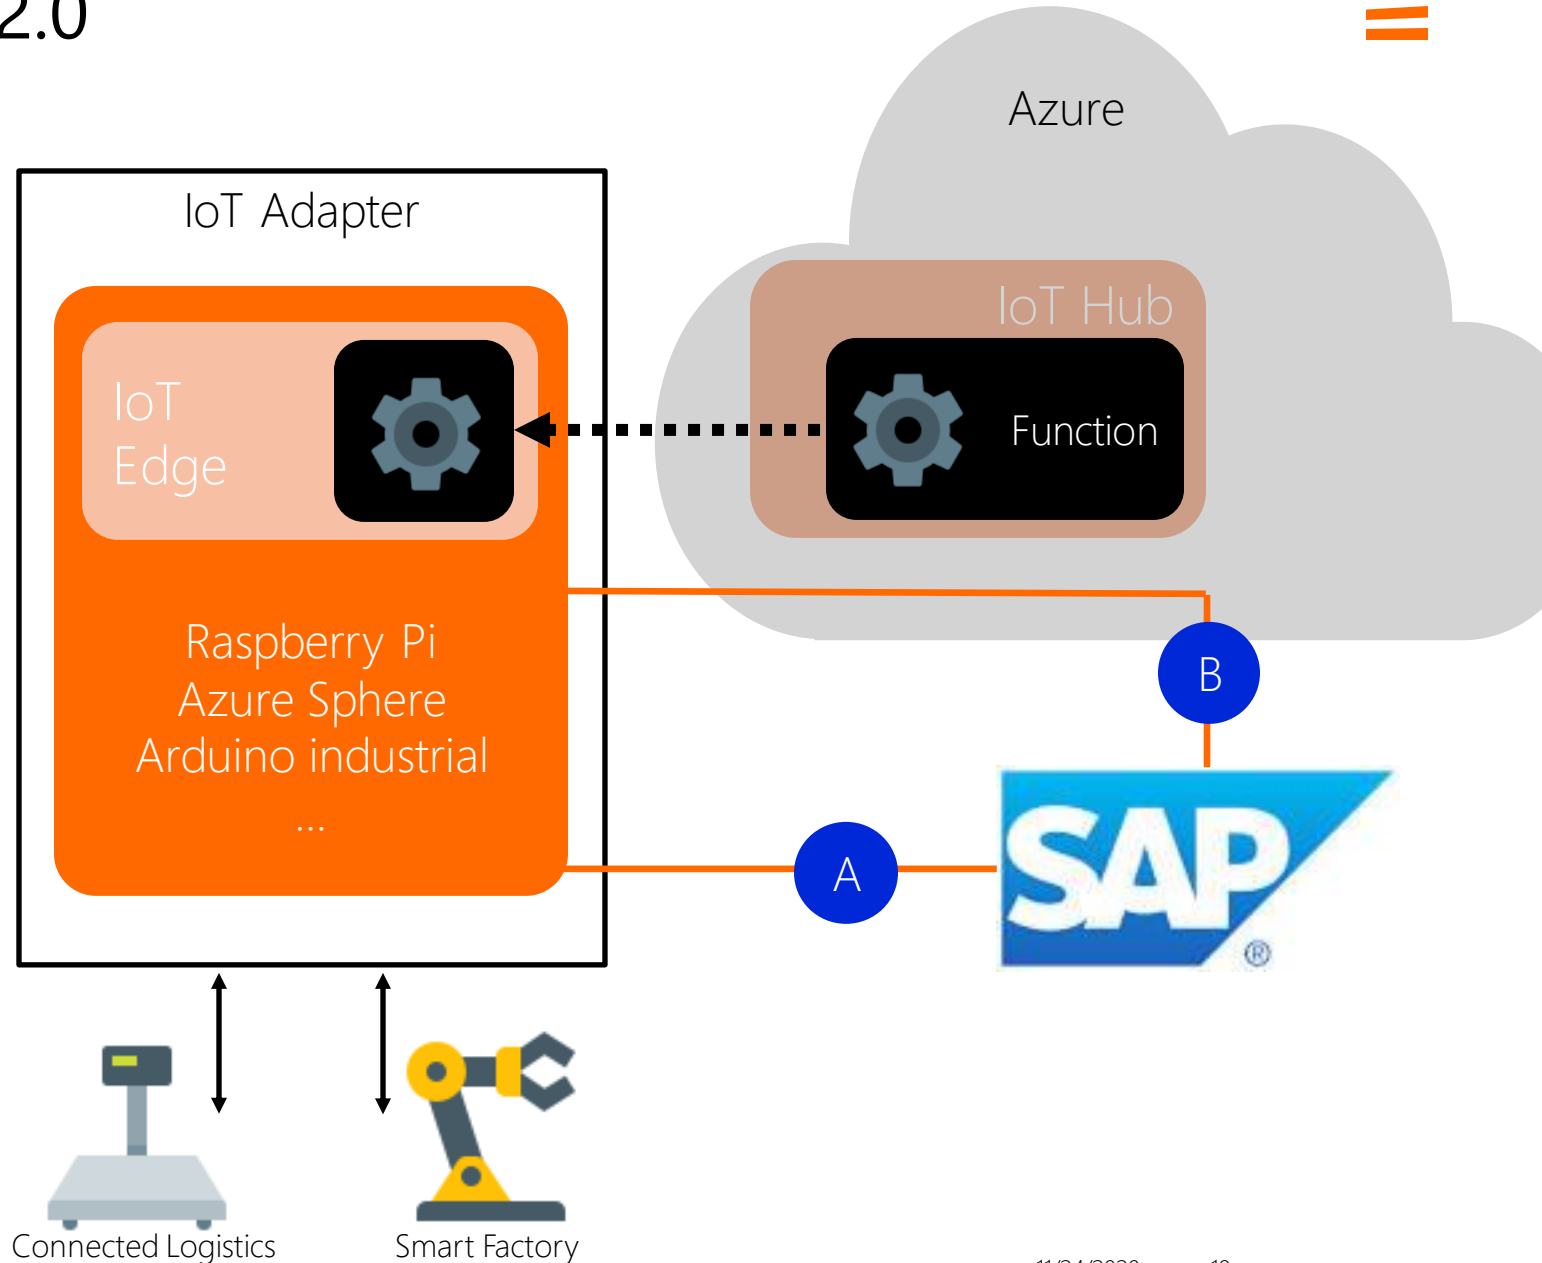 2.0
Azure
IoT Adapter
IoT Hub
IoT
Edge
Function
Raspberry Pi
Azure Sphere
Arduino industrial
...
B
A
SAP
®
Connected Logistics
Smart Factory